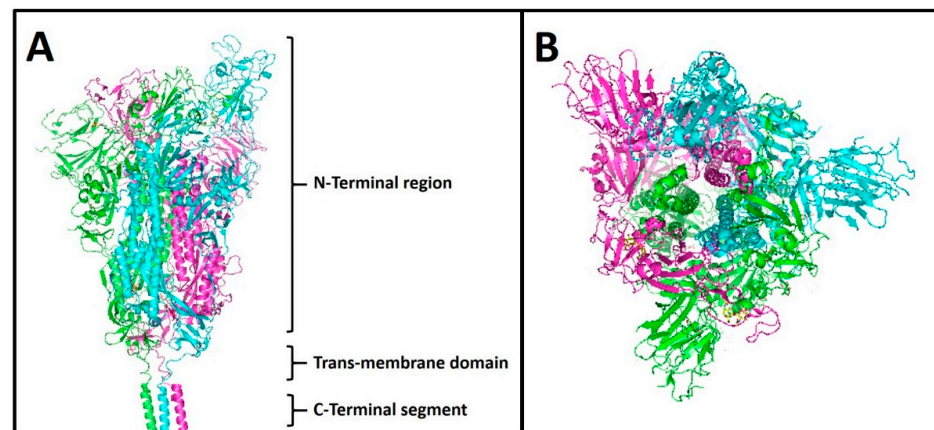 A
B
N-Terminal region
Trans-membrane domain
C-Terminal segment